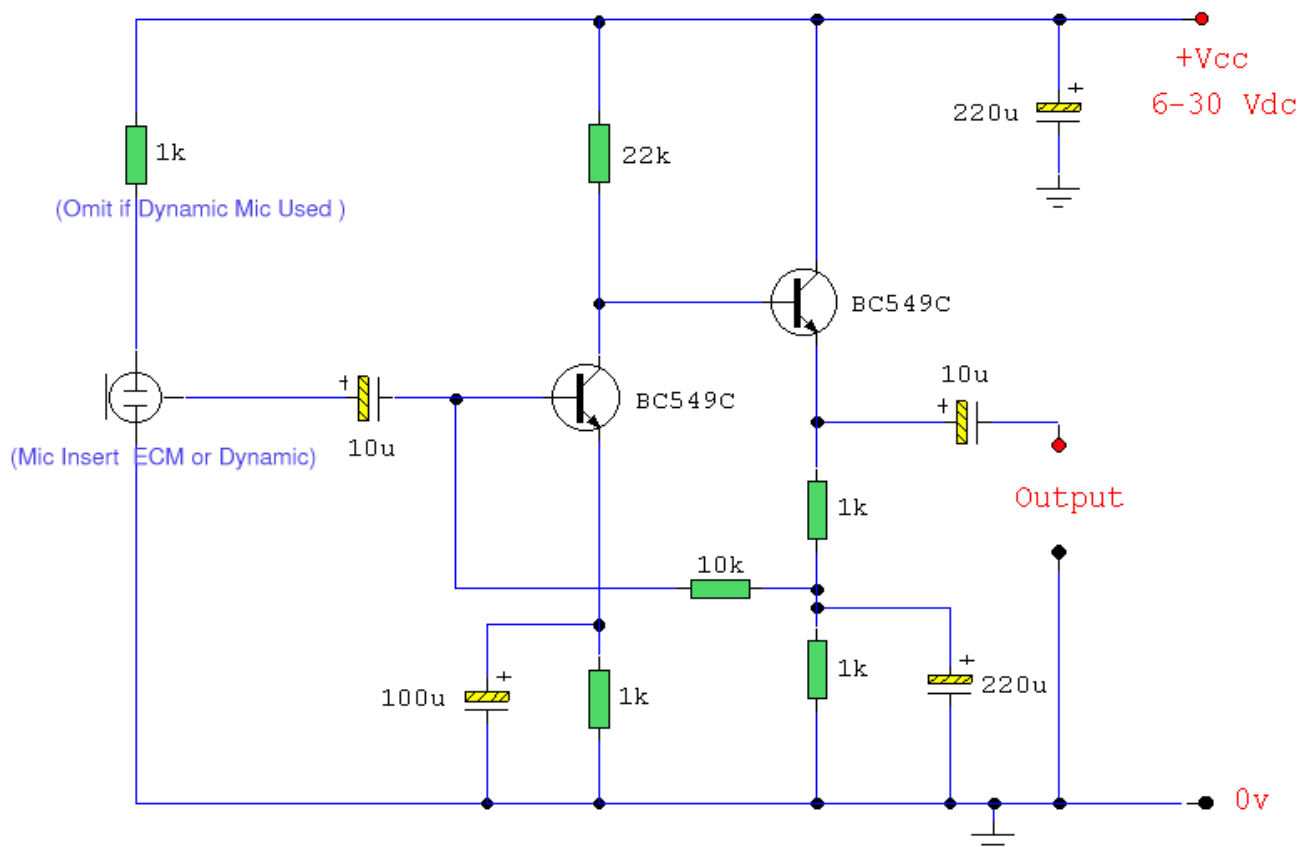 +Vcc
6-30 Vdc
+
220u
1k
22k
(Omit if Dynamic Mic Used )
BC549C
+
10u
BC549C
10u
+
(Mic Insert ECM or Dynamic)
1k
Output
10k
+
100u
1k
1k
+
220u
0v